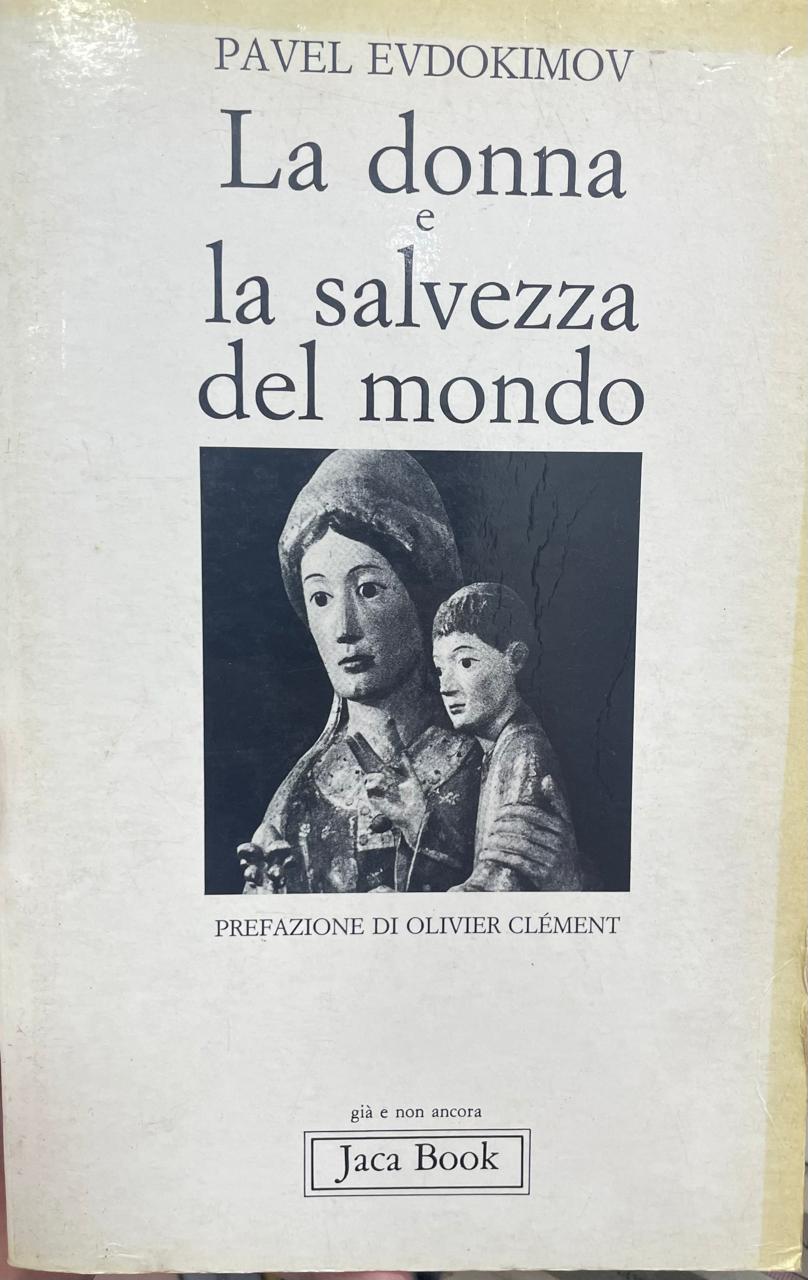 PAVEL EVDOKIMOV
La donna
e
la salvezza
del mondo
PREFAZIONE DI OLIVIER CLÉMENT
già e non ancora
Jaca Book